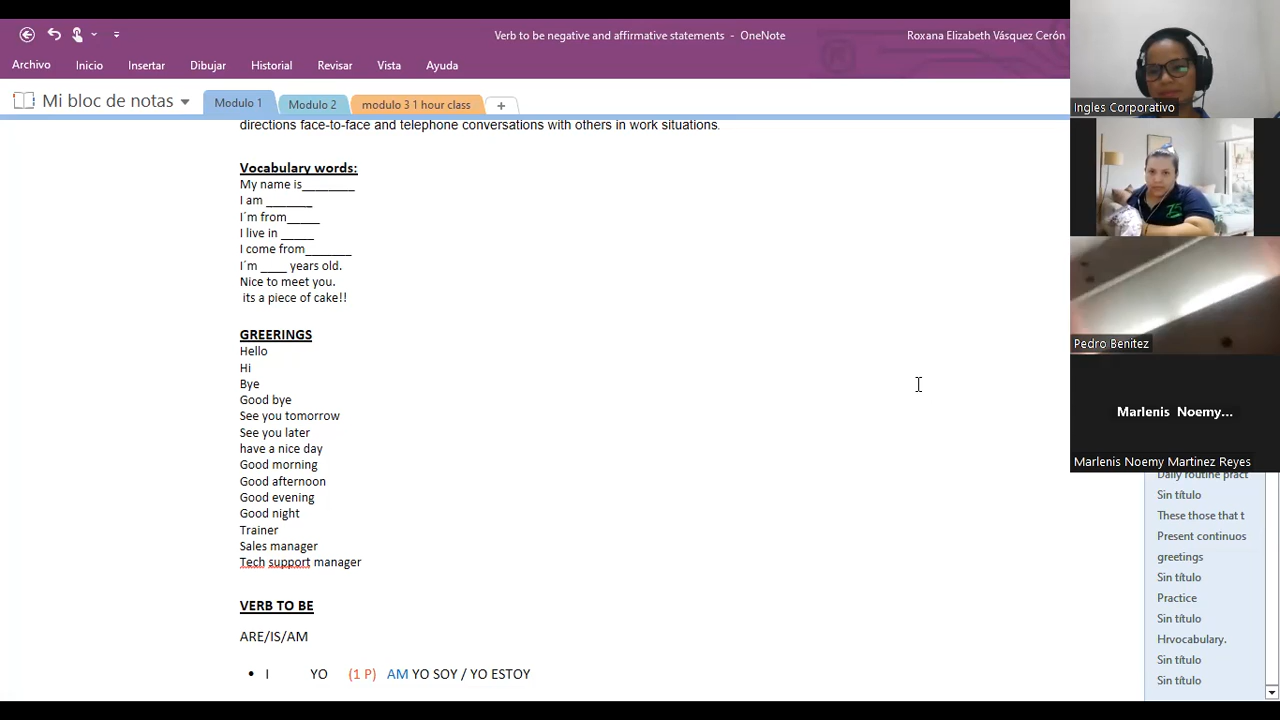 Verb to be negative and affirmative statements - OneNote
Roxana Elizabeth Vásquez Cerón
Archivo Inicio Insertar Dibujar Historial Revisar Vista Ayuda
Mi bloc de notas
Modulo 1
Modulo 2
modulo 3 1 hour class
directions face-to-face and telephone conversations with others in work situations.
Vocabulary words:
My name is________
I am _______
I´m from_____
I live in _____
I come from_______
I´m ____ years old.
Nice to meet you.
its a piece of cake!!
GREERINGS
Hello
Hi
Bye
Good bye
See you tomorrow
See you later
have a nice day
Good morning
Good afternoon
Good evening
Good night
Trainer
Sales manager
Tech support manager
VERB TO BE
ARE/IS/AM
• I YO (1 P) AM YO SOY / YO ESTOY
Ingles Corporativo
Pedro Benitez
Marlenis Noemy...
Marlenis Noemy Martinez Reyes
Daily routine pract
Sin título
These those that t
Present continuos
greetings
Sin título
Practice
Sin título
Hrvocabulary.
Sin título
Sin título